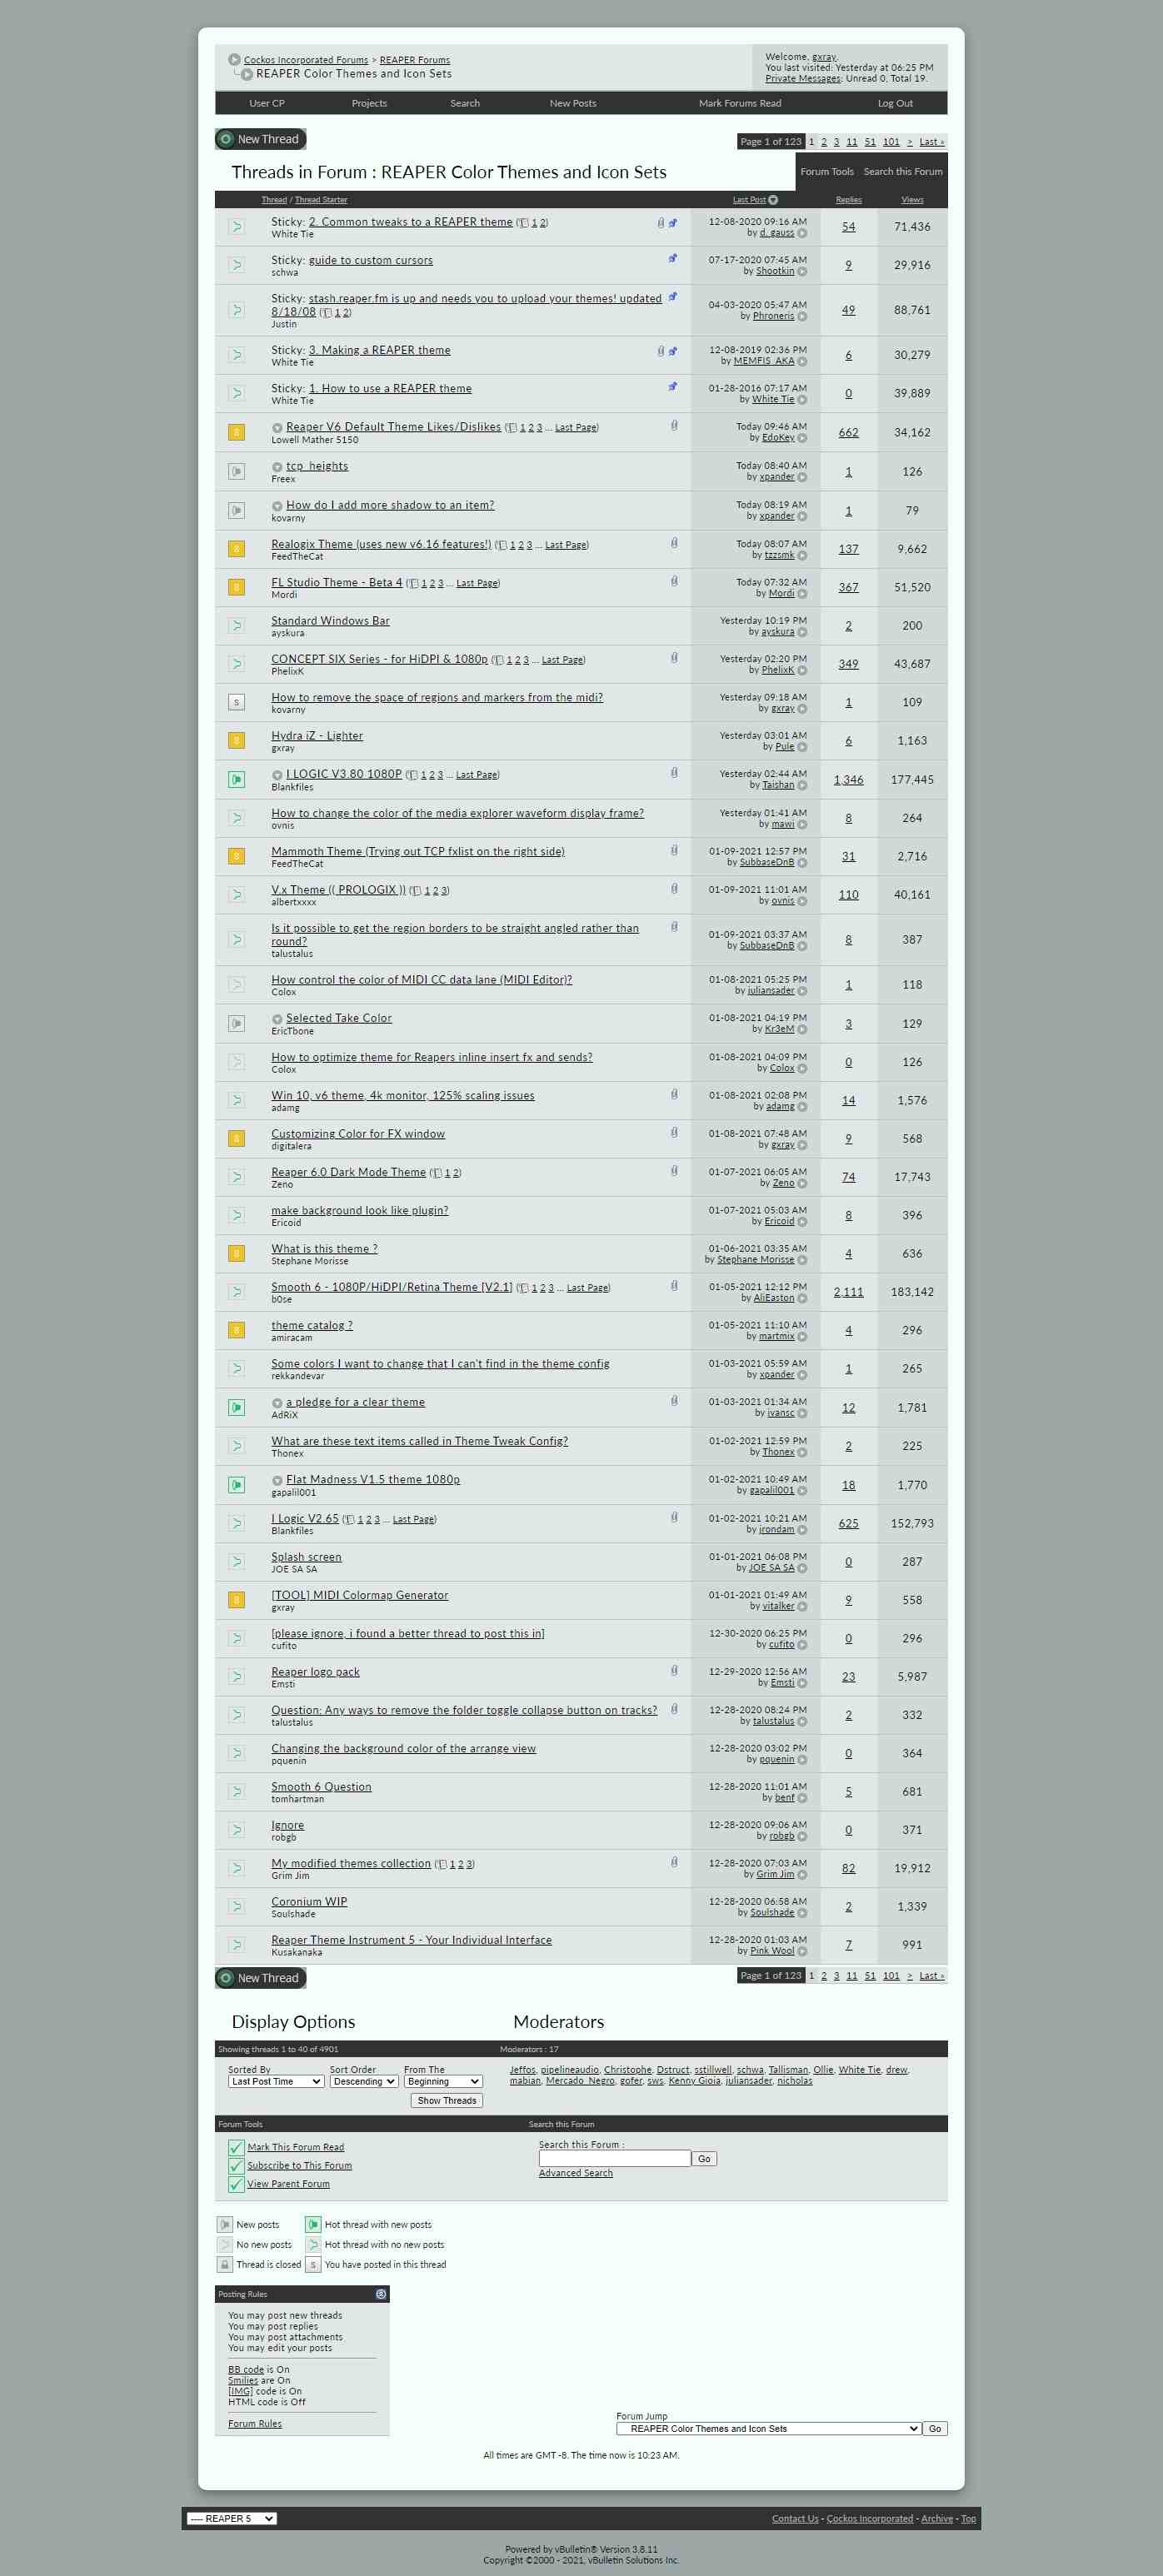 Cockos Incorporated Forums > REAPER Forums
REAPER Color Themes and Icon Sets
Welcome, gxray.
You last visited: Yesterday at 06:25 PM
Private Messages: Unread 0, Total 19.
User CP Projects Search New Posts Mark Forums Read Log Out
New Thread
Page 1 of 123 1 2 3 11 51 101 > Last »
Threads in Forum : REAPER Color Themes and Icon Sets
Forum Tools Search this Forum
Thread / Thread Starter Last Post Replies Views
Sticky: 2. Common tweaks to a REAPER theme ( 1 2)
White Tie
12-08-2020 09:16 AM
by d. gauss
54 71,436
Sticky: guide to custom cursors
schwa
07-17-2020 07:45 AM
by Shootkin
9 29,916
Sticky: stash.reaper.fm is up and needs you to upload your themes! updated
8/18/08 ( 1 2)
Justin
04-03-2020 05:47 AM
by Phroneris
49 88,761
Sticky: 3. Making a REAPER theme
White Tie
12-08-2019 02:36 PM
by MEMFIS_AKA
6 30,279
Sticky: 1. How to use a REAPER theme
White Tie
01-28-2016 07:17 AM
by White Tie
0 39,889
Reaper V6 Default Theme Likes/Dislikes ( 1 2 3 ... Last Page)
Lowell Mather 5150
Today 09:46 AM
by EdoKey
662 34,162
tcp_heights
Freex
Today 08:40 AM
by xpander
1 126
How do I add more shadow to an item?
kovarny
Today 08:19 AM
by xpander
1 79
Realogix Theme (uses new v6.16 features!) ( 1 2 3 ... Last Page)
FeedTheCat
Today 08:07 AM
by tzzsmk
137 9,662
FL Studio Theme - Beta 4 ( 1 2 3 ... Last Page)
Mordi
Today 07:32 AM
by Mordi
367 51,520
Standard Windows Bar
ayskura
Yesterday 10:19 PM
by ayskura
2 200
CONCEPT SIX Series - for HiDPI & 1080p ( 1 2 3 ... Last Page)
PhelixK
Yesterday 02:20 PM
by PhelixK
349 43,687
How to remove the space of regions and markers from the midi?
kovarny
Yesterday 09:18 AM
by gxray
1 109
Hydra iZ - Lighter
gxray
Yesterday 03:01 AM
by Pule
6 1,163
I LOGIC V3.80 1080P ( 1 2 3 ... Last Page)
Blankfiles
Yesterday 02:44 AM
by Taishan
1,346 177,445
How to change the color of the media explorer waveform display frame?
ovnis
Yesterday 01:41 AM
by mawi
8 264
Mammoth Theme (Trying out TCP fxlist on the right side)
FeedTheCat
01-09-2021 12:57 PM
by SubbaseDnB
31 2,716
V.x Theme (( PROLOGIX )) ( 1 2 3)
albertxxxx
01-09-2021 11:01 AM
by ovnis
110 40,161
Is it possible to get the region borders to be straight angled rather than
round?
talustalus
01-09-2021 03:37 AM
by SubbaseDnB
8 387
How control the color of MIDI CC data lane (MIDI Editor)?
Colox
01-08-2021 05:25 PM
by juliansader
1 118
Selected Take Color
EricTbone
01-08-2021 04:19 PM
by Kr3eM
3 129
How to optimize theme for Reapers inline insert fx and sends?
Colox
01-08-2021 04:09 PM
by Colox
0 126
Win 10, v6 theme, 4k monitor, 125% scaling issues
adamg
01-08-2021 02:08 PM
by adamg
14 1,576
Customizing Color for FX window
digitalera
01-08-2021 07:48 AM
by gxray
9 568
Reaper 6.0 Dark Mode Theme ( 1 2)
Zeno
01-07-2021 06:05 AM
by Zeno
74 17,743
make background look like plugin?
Ericoid
01-07-2021 05:03 AM
by Ericoid
8 396
What is this theme ?
Stephane Morisse
01-06-2021 03:35 AM
by Stephane Morisse
4 636
Smooth 6 - 1080P/HiDPI/Retina Theme [V2.1] ( 1 2 3 ... Last Page)
b0se
01-05-2021 12:12 PM
by AliEaston
2,111 183,142
theme catalog ?
amiracam
01-05-2021 11:10 AM
by martmix
4 296
Some colors I want to change that I can't find in the theme config
rekkandevar
01-03-2021 05:59 AM
by xpander
1 265
a pledge for a clear theme
AdRiX
01-03-2021 01:34 AM
by ivansc
12 1,781
What are these text items called in Theme Tweak Config?
Thonex
01-02-2021 12:59 PM
by Thonex
2 225
Flat Madness V1.5 theme 1080p
gapalil001
01-02-2021 10:49 AM
by gapalil001
18 1,770
I Logic V2.65 ( 1 2 3 ... Last Page)
Blankfiles
01-02-2021 10:21 AM
by jrondam
625 152,793
Splash screen
JOE SA SA
01-01-2021 06:08 PM
by JOE SA SA
0 287
[TOOL] MIDI Colormap Generator
gxray
01-01-2021 01:49 AM
by vitalker
9 558
[please ignore, i found a better thread to post this in]
cufito
12-30-2020 06:25 PM
by cufito
0 296
Reaper logo pack
Emsti
12-29-2020 12:56 AM
by Emsti
23 5,987
Question: Any ways to remove the folder toggle collapse button on tracks?
talustalus
12-28-2020 08:24 PM
by talustalus
2 332
Changing the background color of the arrange view
pquenin
12-28-2020 03:02 PM
by pquenin
0 364
Smooth 6 Question
tomhartman
12-28-2020 11:01 AM
by benf
5 681
Ignore
robgb
12-28-2020 09:06 AM
by robgb
0 371
My modified themes collection ( 1 2 3)
Grim Jim
12-28-2020 07:03 AM
by Grim Jim
82 19,912
Coronium WIP
Soulshade
12-28-2020 06:58 AM
by Soulshade
2 1,339
Reaper Theme Instrument 5 - Your Individual Interface
Kusakanaka
12-28-2020 01:03 AM
by Pink Wool
7 991
New Thread
Page 1 of 123 1 2 3 11 51 101 > Last »
Display Options Moderators
Showing threads 1 to 40 of 4901 Moderators : 17
Sorted By Sort Order From The
Last Post Time Descending Beginning
Show Threads
Jeffos, pipelineaudio, Christophe, Dstruct, sstillwell, schwa, Tallisman, Ollie, White Tie, drew,
mabian, Mercado_Negro, gofer, sws, Kenny Gioia, juliansader, nicholas
Forum Tools Search this Forum
Mark This Forum Read
Subscribe to This Forum
View Parent Forum
Search this Forum :
Go
Advanced Search
New posts Hot thread with new posts
No new posts Hot thread with no new posts
Thread is closed You have posted in this thread
Posting Rules
You may post new threads
You may post replies
You may post attachments
You may edit your posts
BB code is On
Smilies are On
[IMG] code is On
HTML code is Off
Forum Rules
Forum Jump
REAPER Color Themes and Icon Sets Go
All times are GMT -8. The time now is 10:23 AM.
---- REAPER 5
Contact Us - Cockos Incorporated - Archive - Top
Powered by vBulletin® Version 3.8.11
Copyright ©2000 - 2021, vBulletin Solutions Inc.